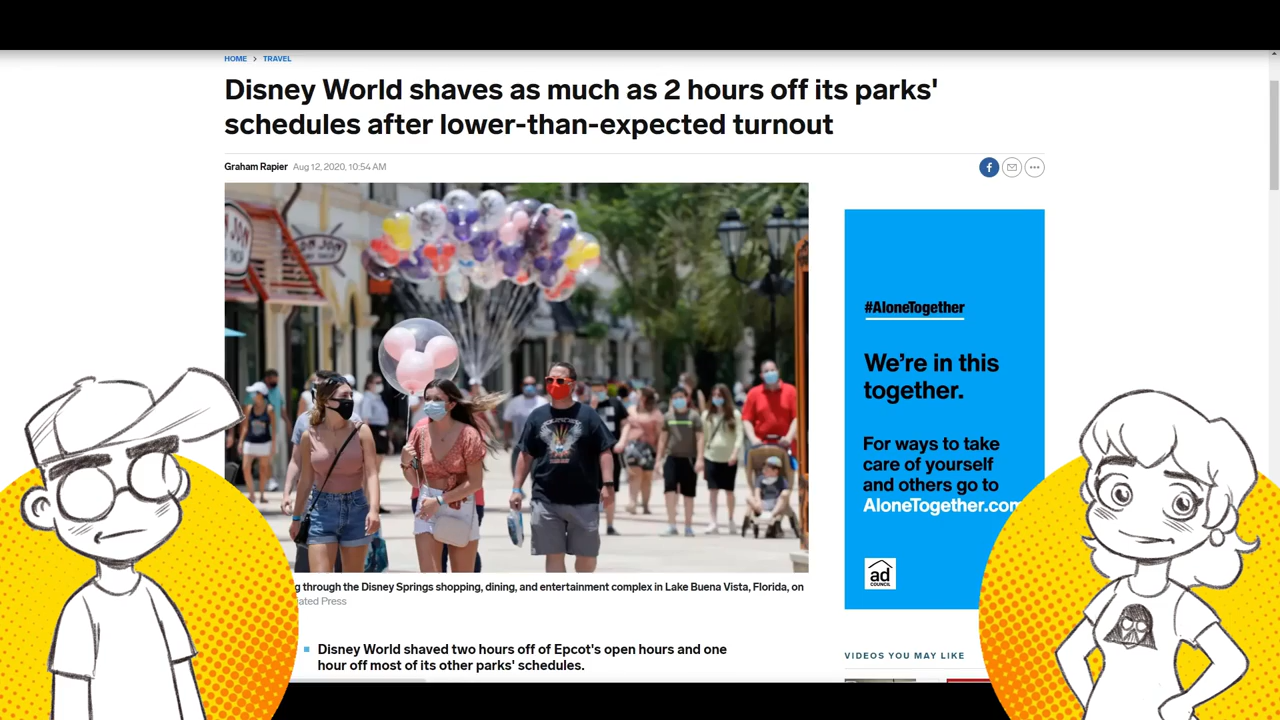 HOME > TRAVEL
Disney World shaves as much as 2 hours off its parks'
schedules after lower-than-expected turnout
Graham Rapier Aug 12, 2020, 10:54 AM
#AloneTogether
We're in this
together.
For ways to take
care of yourself
and others go to
AloneTogether.com
ad
COUNCIL
through the Disney Springs shopping, dining, and entertainment complex in Lake Buena Vista, Florida, on
Press
Disney World shaved two hours off of Epcot's open hours and one
hour off most of its other parks' schedules.
VIDEOS YOU MAY LIKE